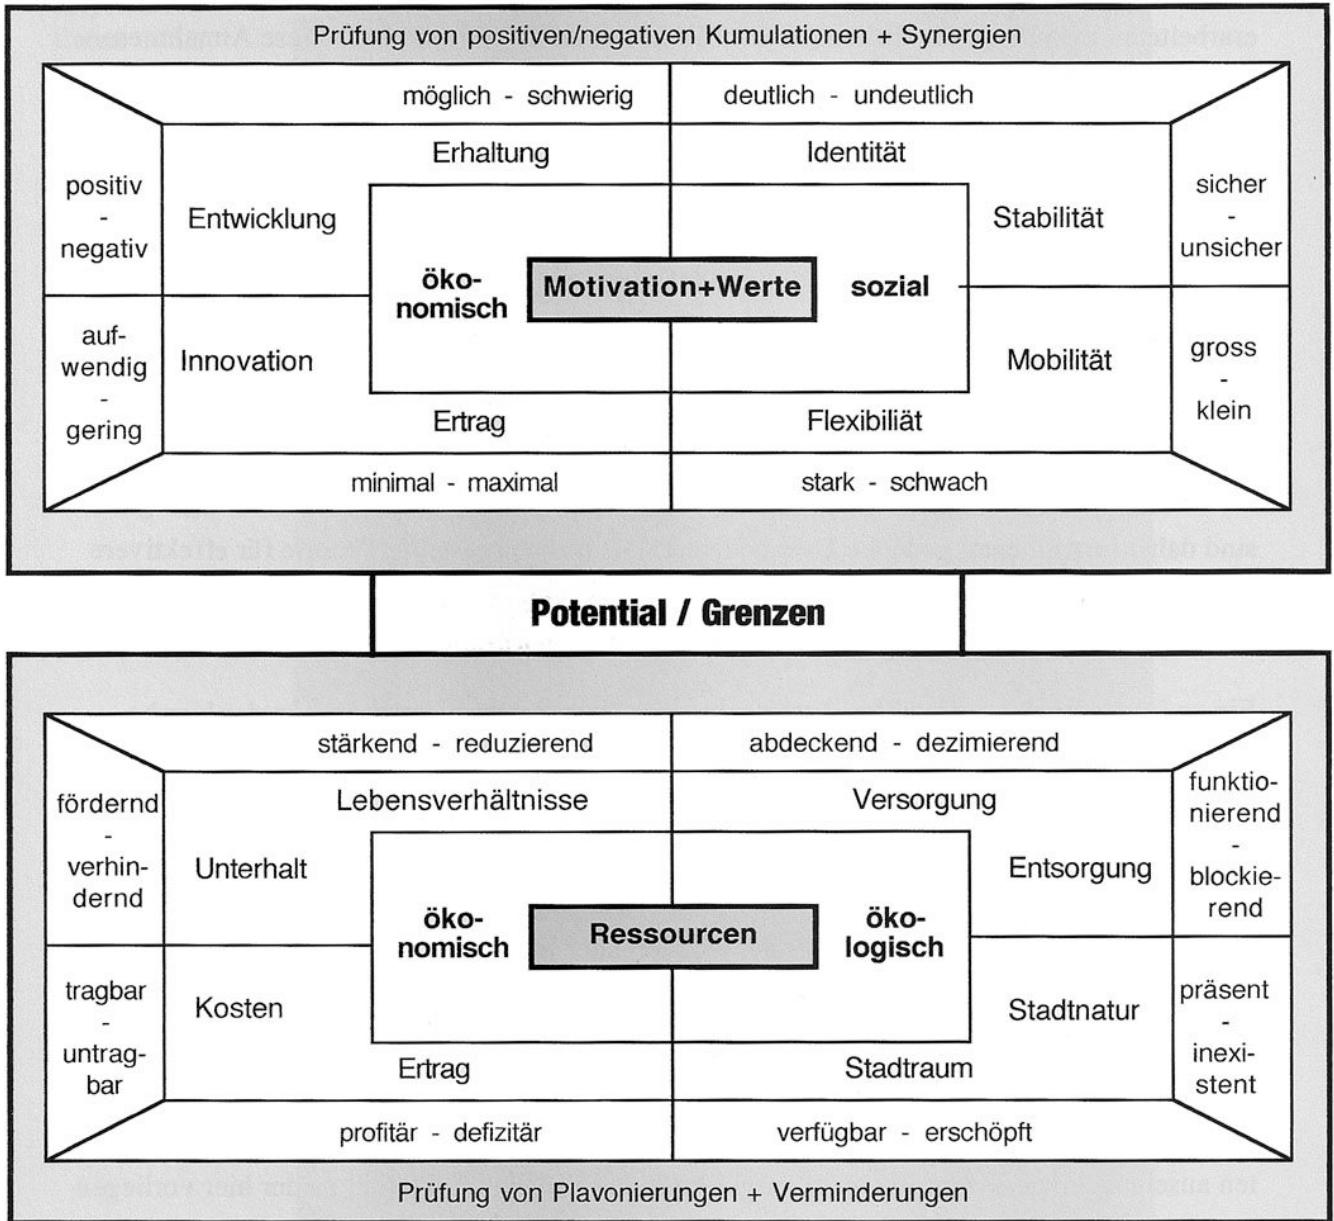 Prüfung von positiven/negativen Kumulationen + Synergien
möglich - schwierig
deutlich - undeutlich
Erhaltung
Identität
positiv
-
negativ
Entwicklung
Stabilität
sicher
-
unsicher
öko-
nomisch
Motivation+Werte
sozial
auf-
wendig
-
gering
Innovation
Mobilität
gross
-
klein
Ertrag
Flexibiliät
minimal - maximal
stark - schwach
Potential / Grenzen
stärkend - reduzierend
abdeckend - dezimierend
Lebensverhältnisse
Versorgung
fördernd
-
verhin-
dernd
Unterhalt
Entsorgung
funktio-
nierend
-
blockie-
rend
öko-
nomisch
Ressourcen
öko-
logisch
tragbar
-
untrag-
bar
Kosten
Stadtnatur
präsent
-
inexi-
stent
Ertrag
Stadtraum
profitär - defizitär
verfügbar - erschöpft
Prüfung von Plavonierungen + Verminderungen